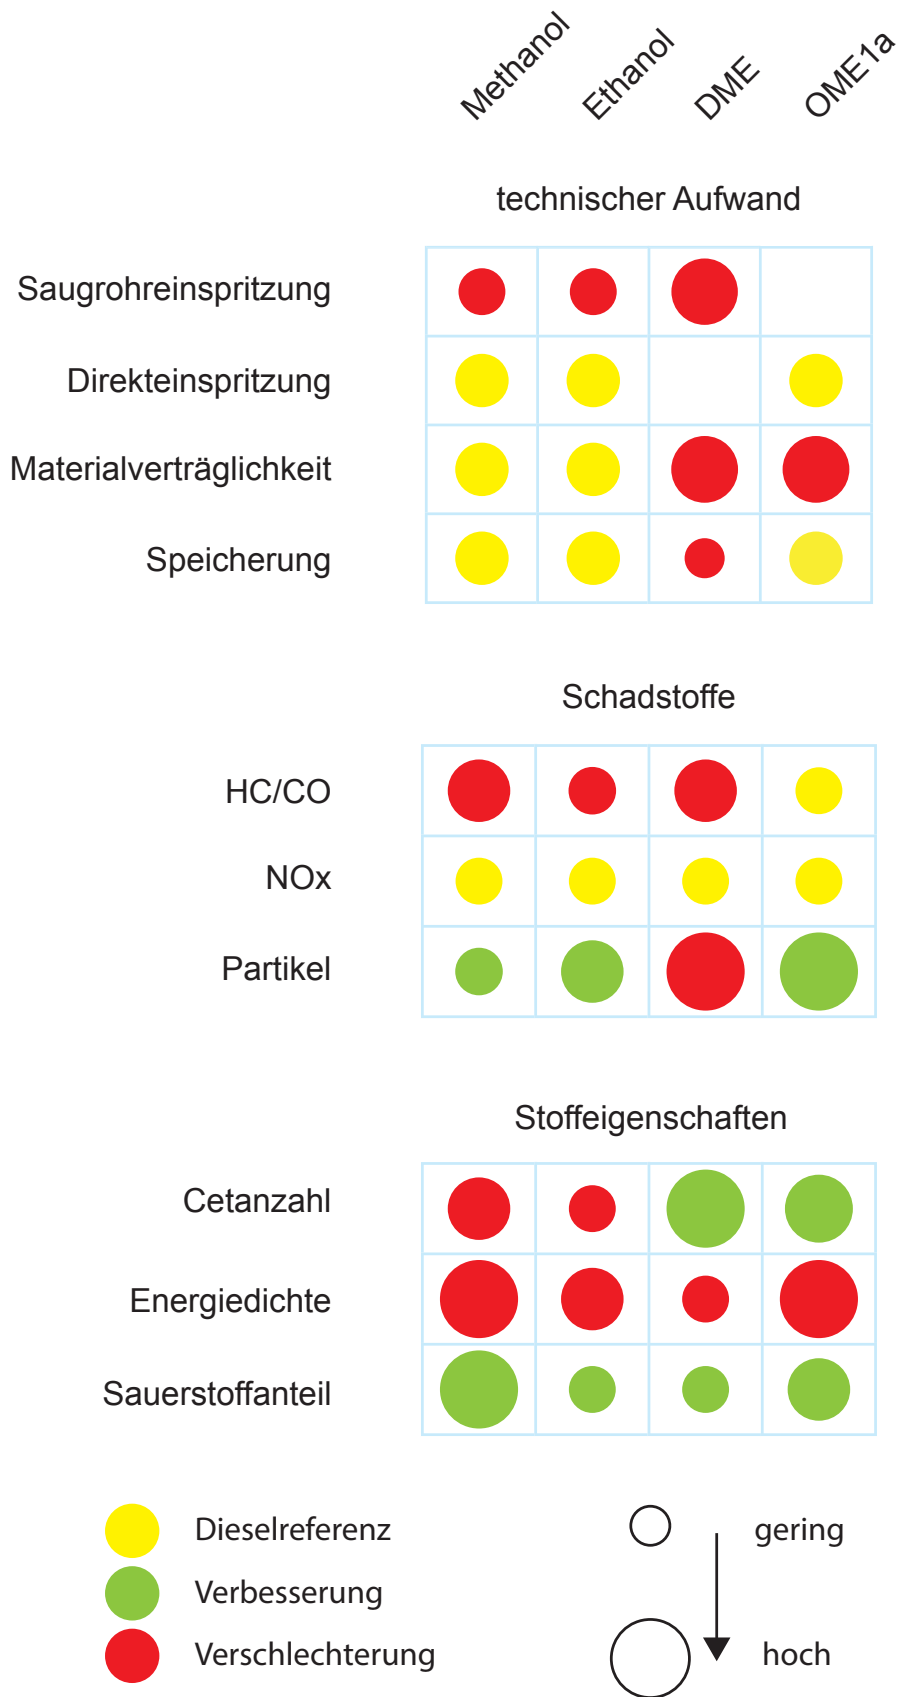 Methanol
Ethanol
DME
OME1a
technischer Aufwand
Saugrohreinspritzung
Direkteinspritzung
Materialverträglichkeit
Speicherung
Schadstoffe
HC/CO
NOx
Partikel
Stoffeigenschaften
Cetanzahl
Energiedichte
Sauerstoffanteil
Dieselreferenz
gering
Verbesserung
Verschlechterung
hoch